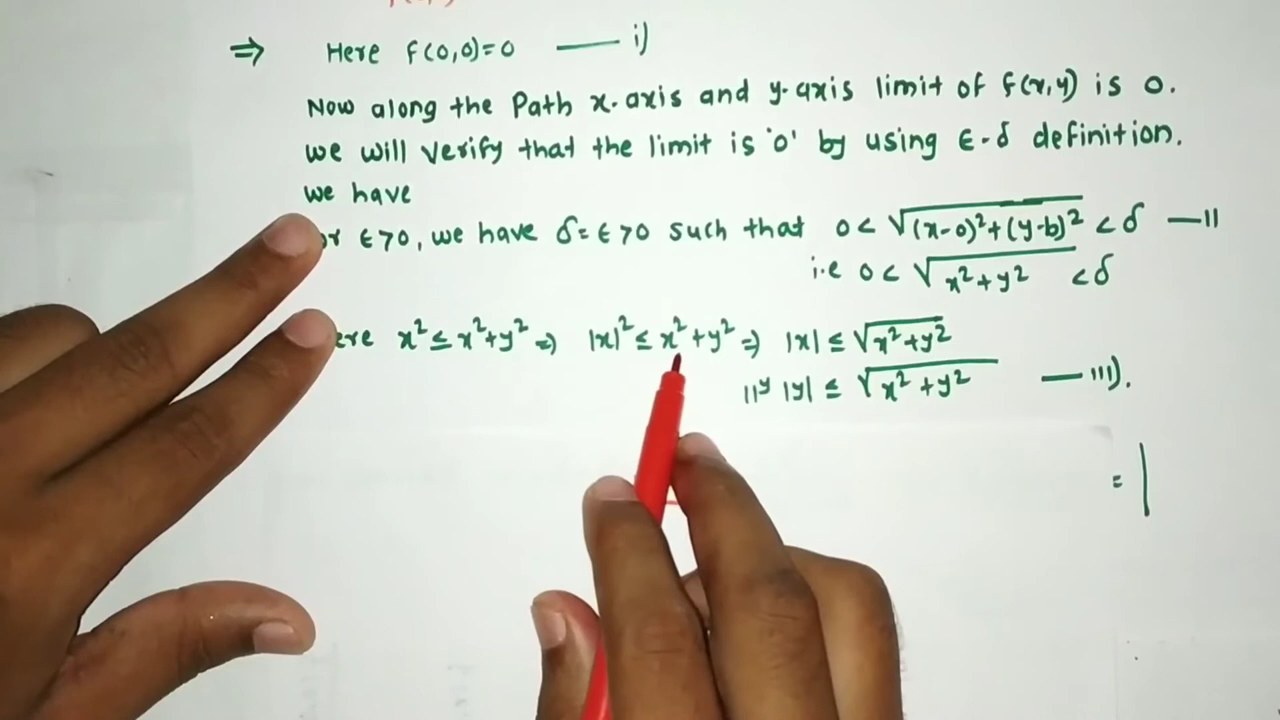 ⇒ Here f(0,0)=0 —— i)
Now along the Path x-axis and y-axis limit of f(x,y) is 0.
we will verify that the limit is '0' by using ε-δ definition.
we have
ε>0, we have δ=ε>0 such that 0<√(x-0)²+(y-b)² <δ —II
i.e 0<√x²+y² <δ
x²≤x²+y² ⇒ |x|²≤x²+y² ⇒ |x|≤√x²+y²
||ʸ |y|≤√x²+y² — III).
= |